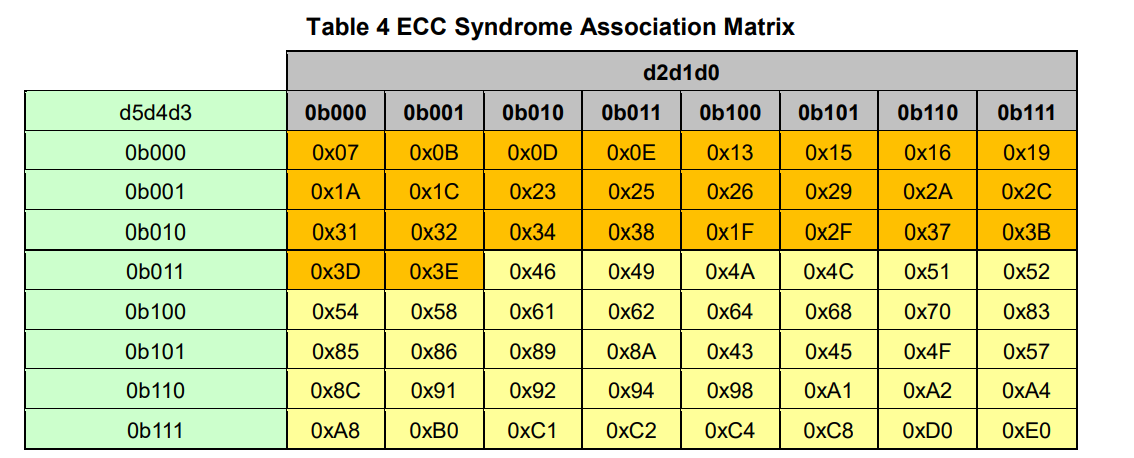 Table 4 ECC Syndrome Association Matrix
d2d1d0
d5d4d3 0b000 0b001 0b010 0b011 0b100 0b101 0b110 0b111
0b000 0x07 0x0B 0x0D 0x0E 0x13 0x15 0x16 0x19
0b001 0x1A 0x1C 0x23 0x25 0x26 0x29 0x2A 0x2C
0b010 0x31 0x32 0x34 0x38 0x1F 0x2F 0x37 0x3B
0b011 0x3D 0x3E 0x46 0x49 0x4A 0x4C 0x51 0x52
0b100 0x54 0x58 0x61 0x62 0x64 0x68 0x70 0x83
0b101 0x85 0x86 0x89 0x8A 0x43 0x45 0x4F 0x57
0b110 0x8C 0x91 0x92 0x94 0x98 0xA1 0xA2 0xA4
0b111 0xA8 0xB0 0xC1 0xC2 0xC4 0xC8 0xD0 0xE0